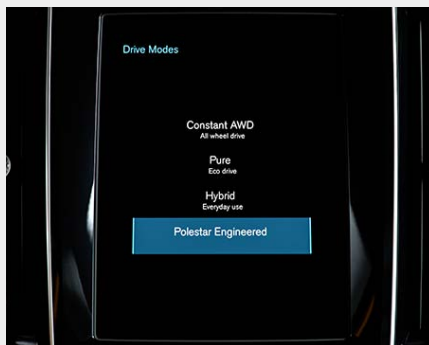 Drive Modes
Constant AWD
All wheel drive
Pure
Eco drive
Hybrid
Everyday use
Polestar Engineered